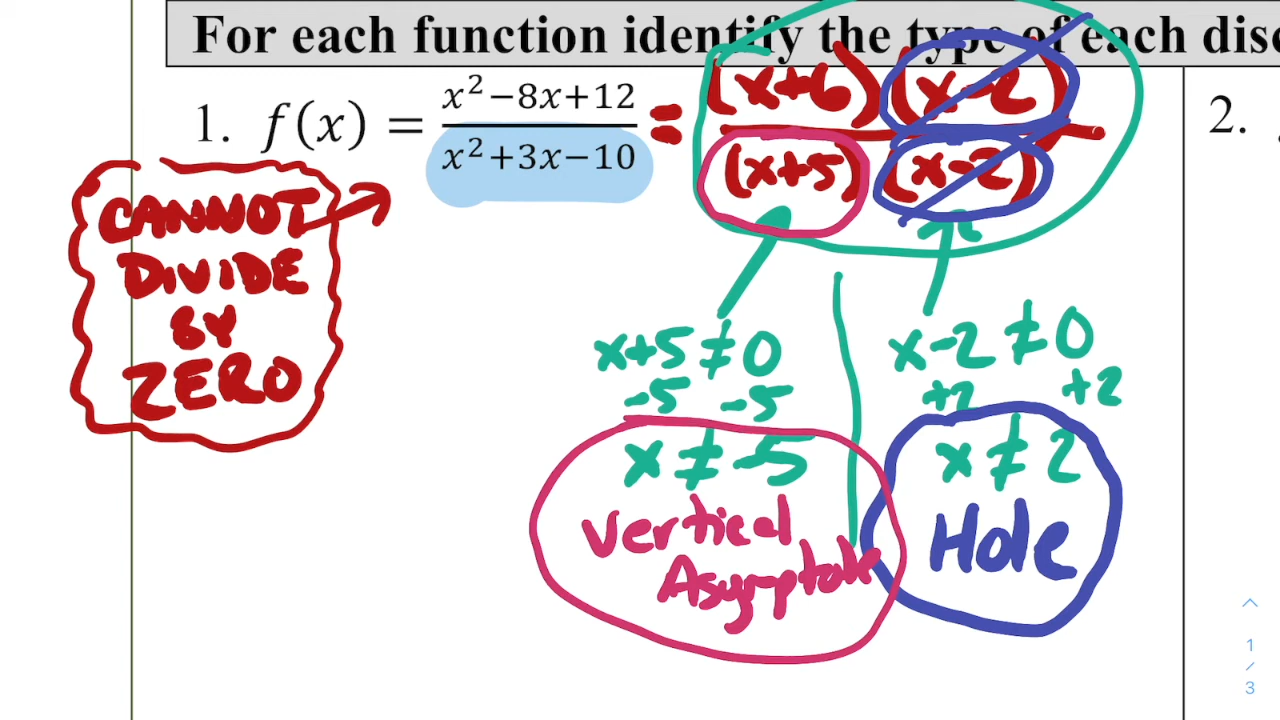 For each function identify the type of each disc
1. f(x) = x²−8x+12 / x²+3x−10 = (x+6)(x-2) / (x+5)(x-2)
2.
CANNOT
DIVIDE
BY
ZERO
x+5≠0
-5 -5
x≠-5
Vertical
Asymptote
x-2≠0
+2 +2
x≠2
Hole
1
/
3